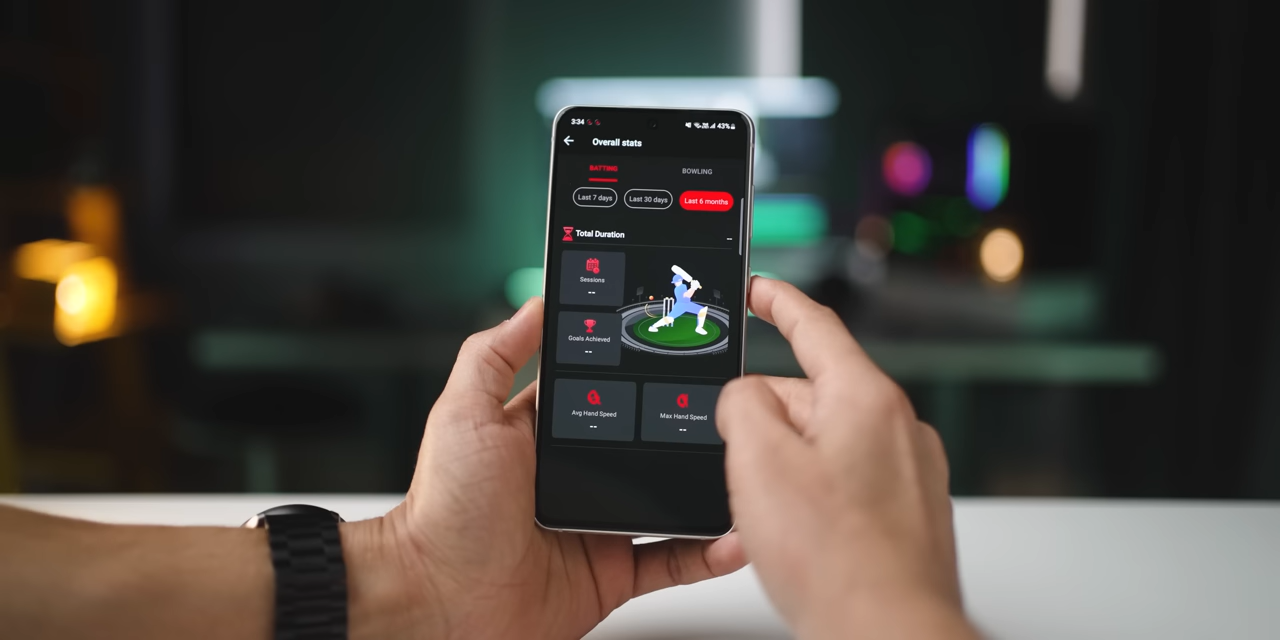 3:34 43%
Overall stats
BATTING BOWLING
Last 7 days Last 30 days Last 6 months
Total Duration --
Sessions
--
Goals Achieved
--
Avg Hand Speed Max Hand Speed
-- --